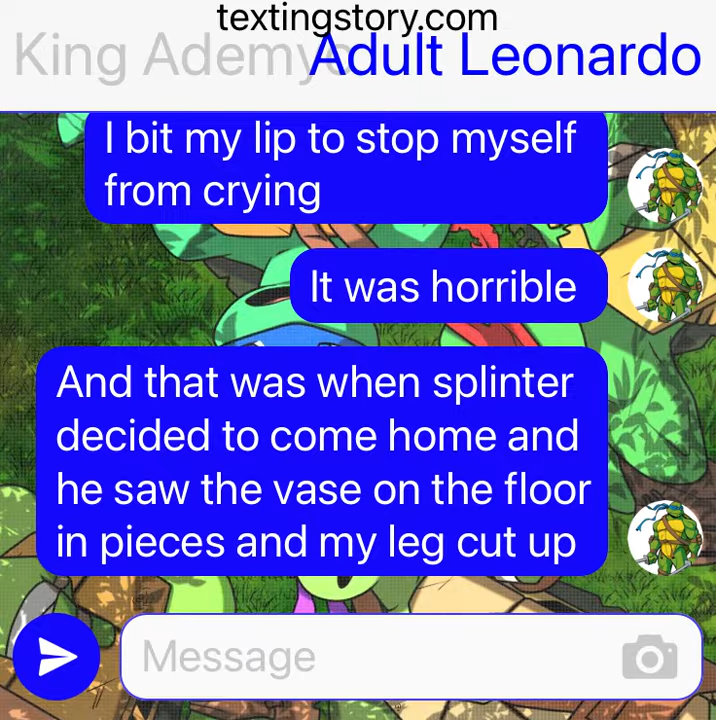 textingstory.com
King Ademy Adult Leonardo
I bit my lip to stop myself
from crying
It was horrible
And that was when splinter
decided to come home and
he saw the vase on the floor
in pieces and my leg cut up
Message